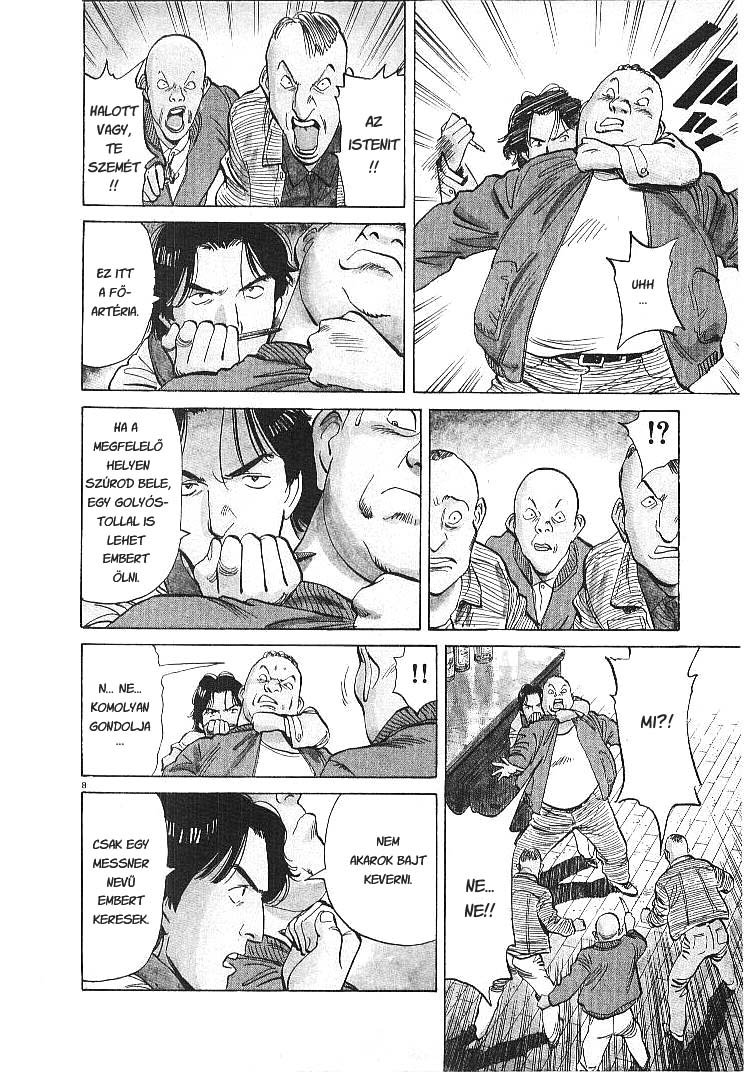 UHH
...
AZ
ISTENIT
!!
HALOTT
VAGY,
TE
SZEMÉT
!!
EZ ITT
A FŐ-
ARTÉRIA.
!?
HA A
MEGFELELŐ
HELYEN
SZÚROD BELE,
EGY GOLYÓS-
TOLLAL IS
LEHET
EMBERT
ÖLNI.
MI?!
NE...
NE!!
!!
N... NE...
KOMOLYAN
GONDOLJA
...
NEM
AKAROK BAJT
KEVERNI.
CSAK EGY
MESSNER
NEVŰ
EMBERT
KERESEK.
8